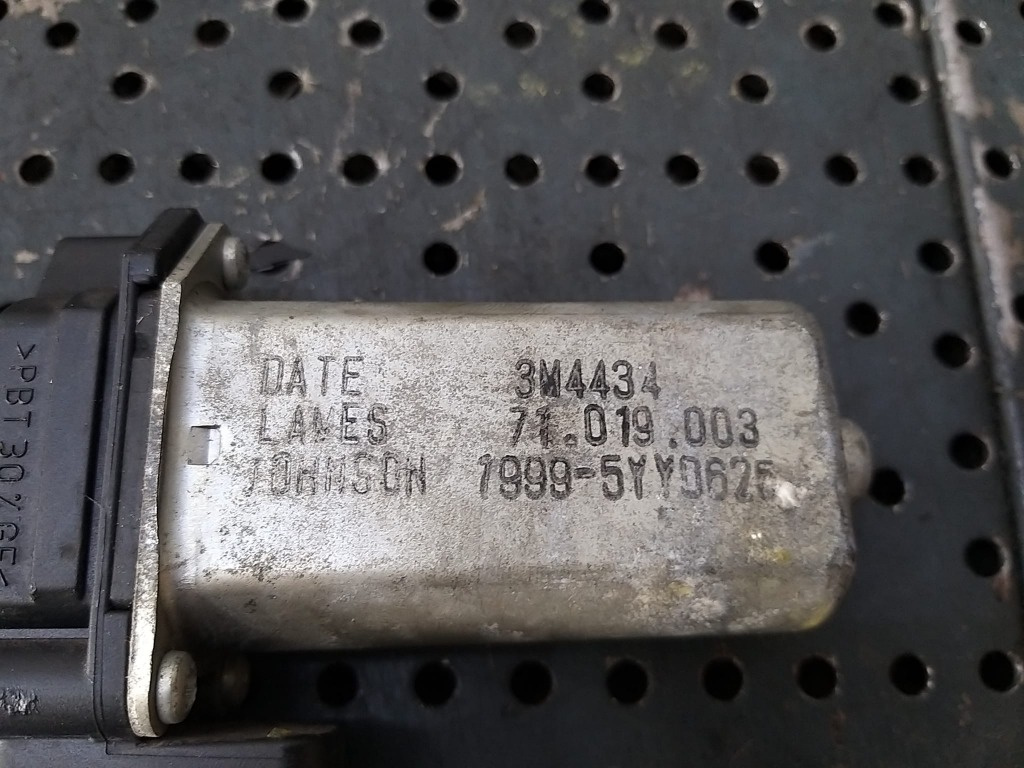 DATE 3M4434
LAMES 71.019.003
JOHNSON 1999-5YY0625
>PBT 30%GF<